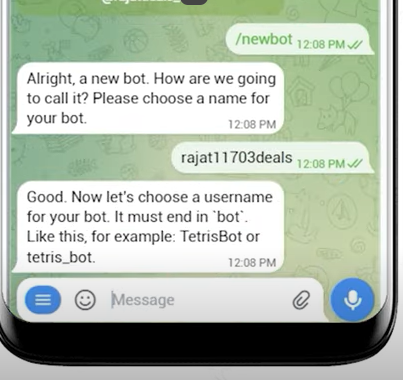 /newbot 12:08 PM
Alright, a new bot. How are we going
to call it? Please choose a name for
your bot.
12:08 PM
rajat11703deals 12:08 PM
Good. Now let's choose a username
for your bot. It must end in `bot`.
Like this, for example: TetrisBot or
tetris_bot.
12:08 PM
Message